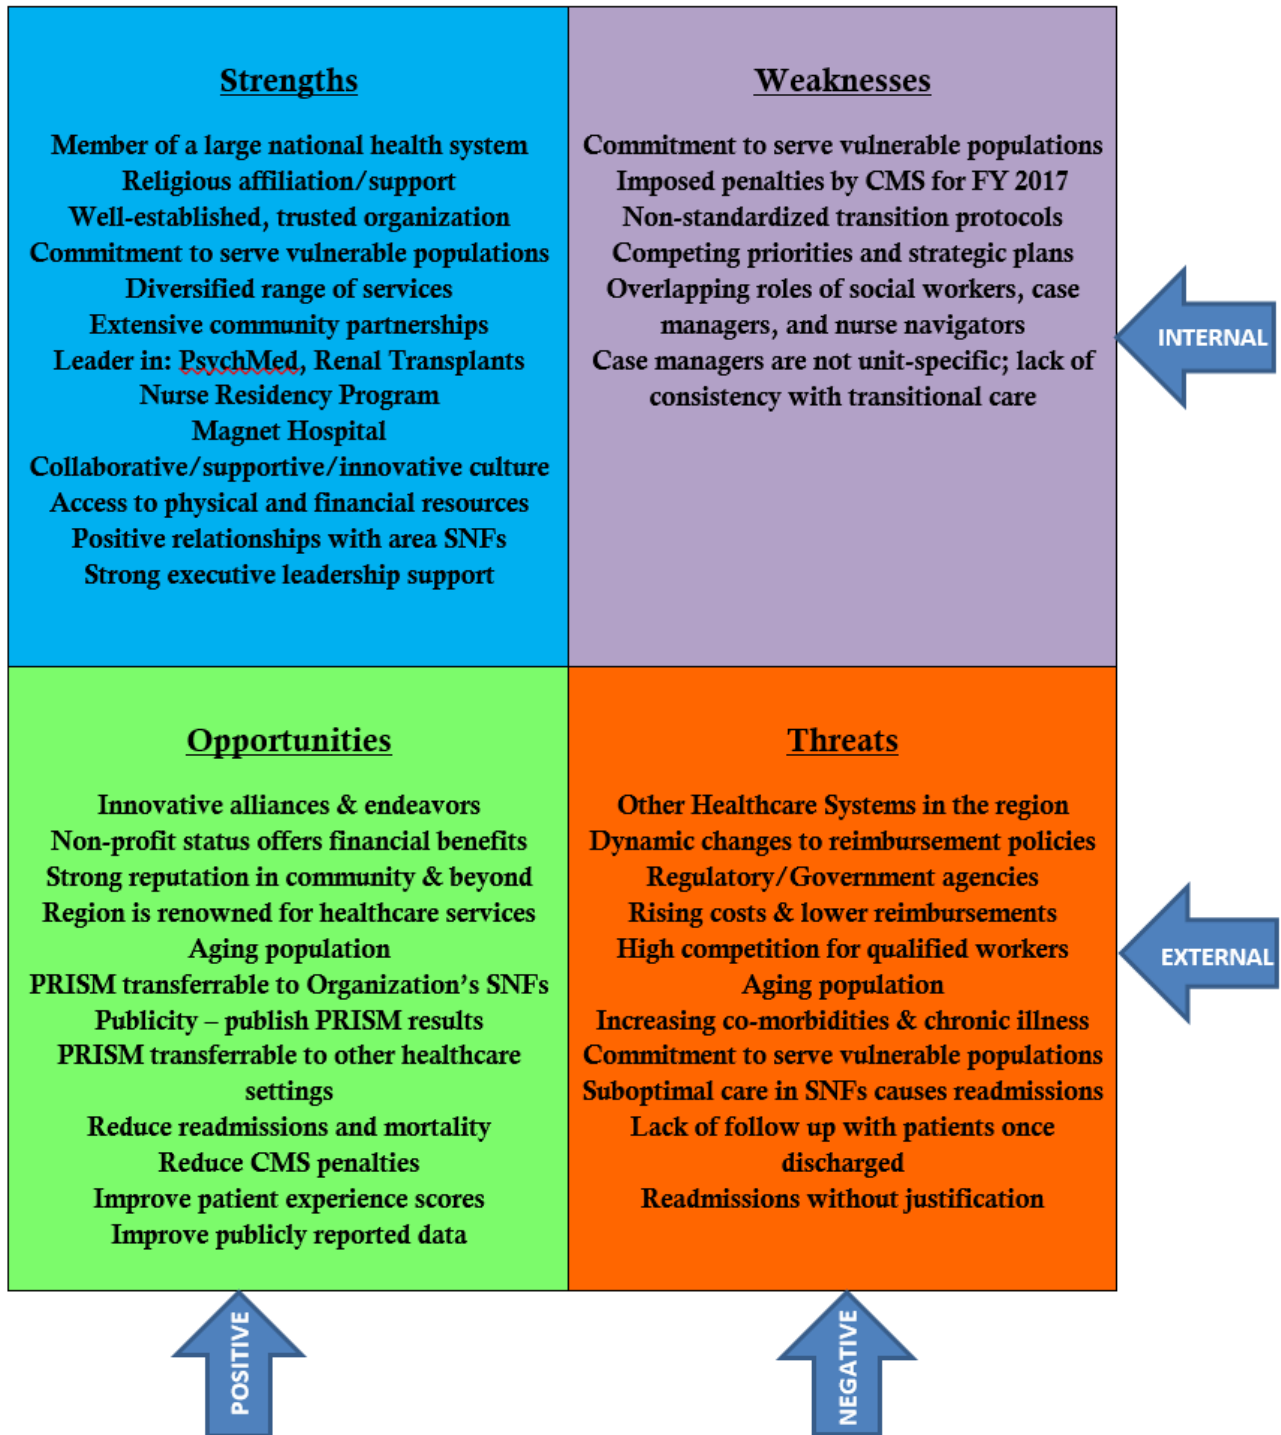 Strengths
Member of a large national health system
Religious affiliation/support
Well-established, trusted organization
Commitment to serve vulnerable populations
Diversified range of services
Extensive community partnerships
Leader in: PsychMed, Renal Transplants
Nurse Residency Program
Magnet Hospital
Collaborative/supportive/innovative culture
Access to physical and financial resources
Positive relationships with area SNFs
Strong executive leadership support
Weaknesses
Commitment to serve vulnerable populations
Imposed penalties by CMS for FY 2017
Non-standardized transition protocols
Competing priorities and strategic plans
Overlapping roles of social workers, case
managers, and nurse navigators
Case managers are not unit-specific; lack of
consistency with transitional care
INTERNAL
Opportunities
Innovative alliances & endeavors
Non-profit status offers financial benefits
Strong reputation in community & beyond
Region is renowned for healthcare services
Aging population
PRISM transferrable to Organization’s SNFs
Publicity – publish PRISM results
PRISM transferrable to other healthcare
settings
Reduce readmissions and mortality
Reduce CMS penalties
Improve patient experience scores
Improve publicly reported data
Threats
Other Healthcare Systems in the region
Dynamic changes to reimbursement policies
Regulatory/Government agencies
Rising costs & lower reimbursements
High competition for qualified workers
Aging population
Increasing co-morbidities & chronic illness
Commitment to serve vulnerable populations
Suboptimal care in SNFs causes readmissions
Lack of follow up with patients once
discharged
Readmissions without justification
EXTERNAL
POSITIVE
NEGATIVE